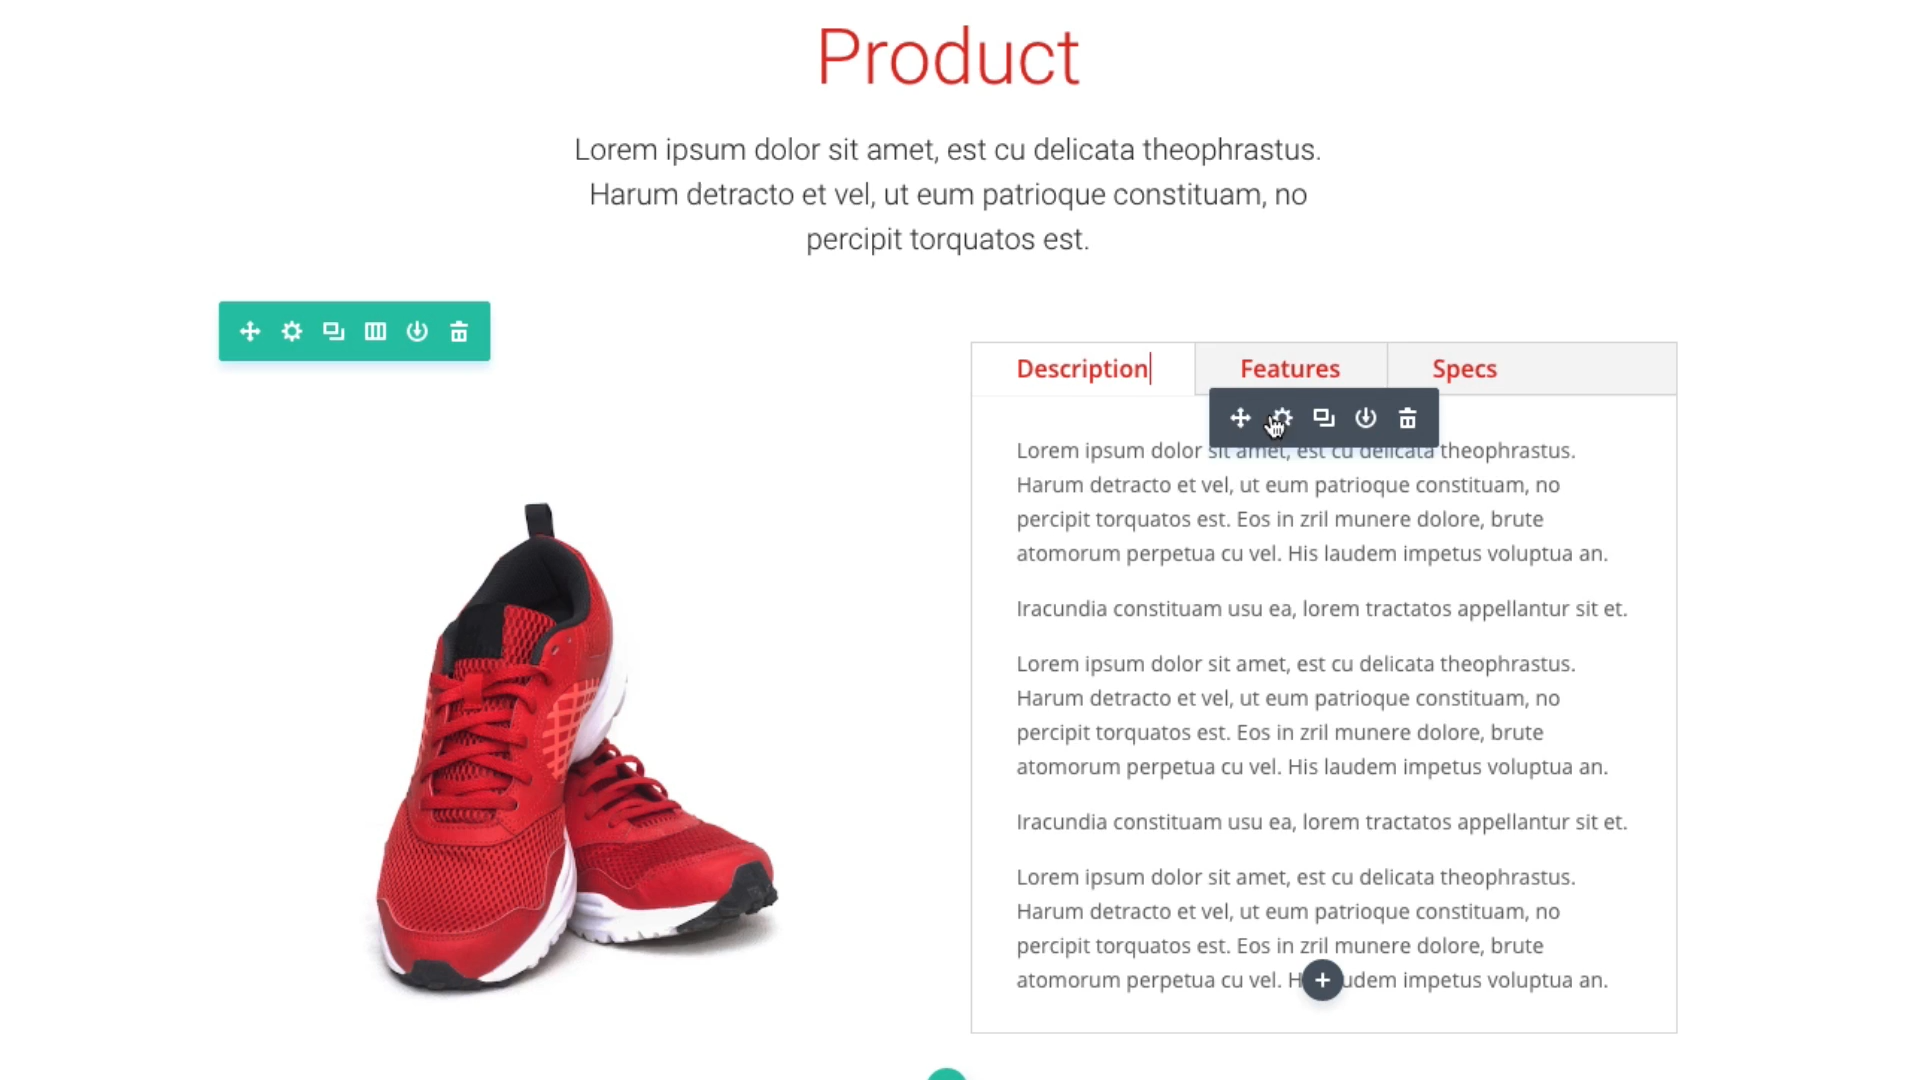 Product
Lorem ipsum dolor sit amet, est cu delicata theophrastus.
Harum detracto et vel, ut eum patrioque constituam, no
percipit torquatos est.
Description Features Specs
Lorem ipsum dolor sit amet, est cu delicata theophrastus.
Harum detracto et vel, ut eum patrioque constituam, no
percipit torquatos est. Eos in zril munere dolore, brute
atomorum perpetua cu vel. His laudem impetus voluptua an.
Iracundia constituam usu ea, lorem tractatos appellantur sit et.
Lorem ipsum dolor sit amet, est cu delicata theophrastus.
Harum detracto et vel, ut eum patrioque constituam, no
percipit torquatos est. Eos in zril munere dolore, brute
atomorum perpetua cu vel. His laudem impetus voluptua an.
Iracundia constituam usu ea, lorem tractatos appellantur sit et.
Lorem ipsum dolor sit amet, est cu delicata theophrastus.
Harum detracto et vel, ut eum patrioque constituam, no
percipit torquatos est. Eos in zril munere dolore, brute
atomorum perpetua cu vel. H udem impetus voluptua an.